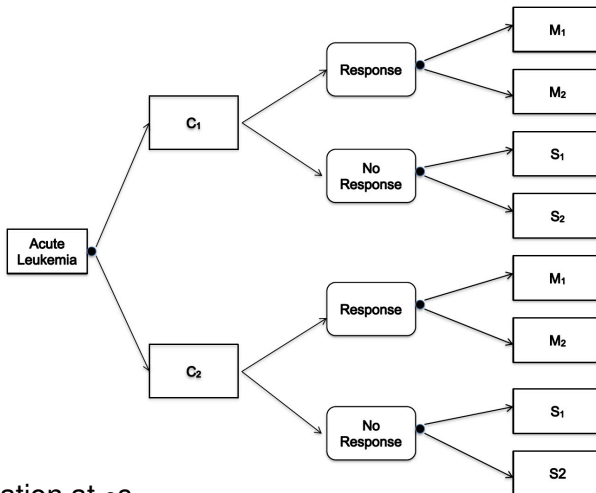 M₁
Response
M₂
C₁
S₁
No
Response
S₂
Acute
Leukemia
M₁
Response
M₂
C₂
S₁
No
Response
S2